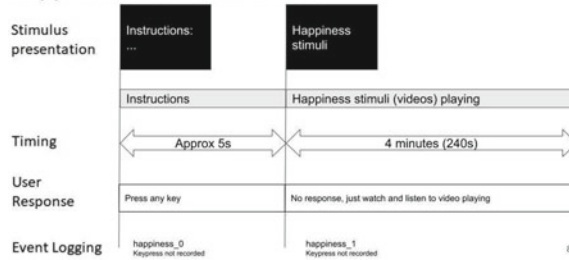 Stimulus
presentation
Instructions:
...
Happiness
stimuli
Instructions
Happiness stimuli (videos) playing
Timing
Approx 5s
4 minutes (240s)
User
Response
Press any key
No response, just watch and listen to video playing
Event Logging
happiness_0
Keypress not recorded
happiness_1
Keypress not recorded